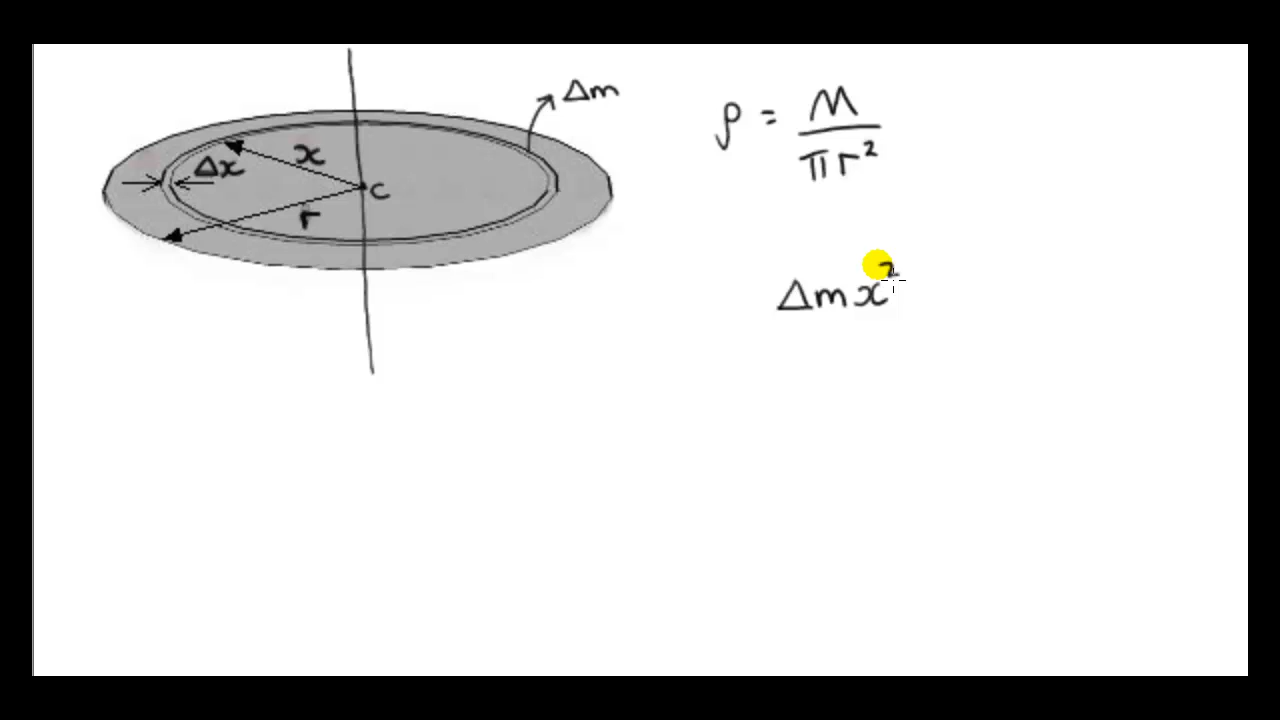 Δm
Δx
x
c
r
ρ = M / πr²
Δm x²